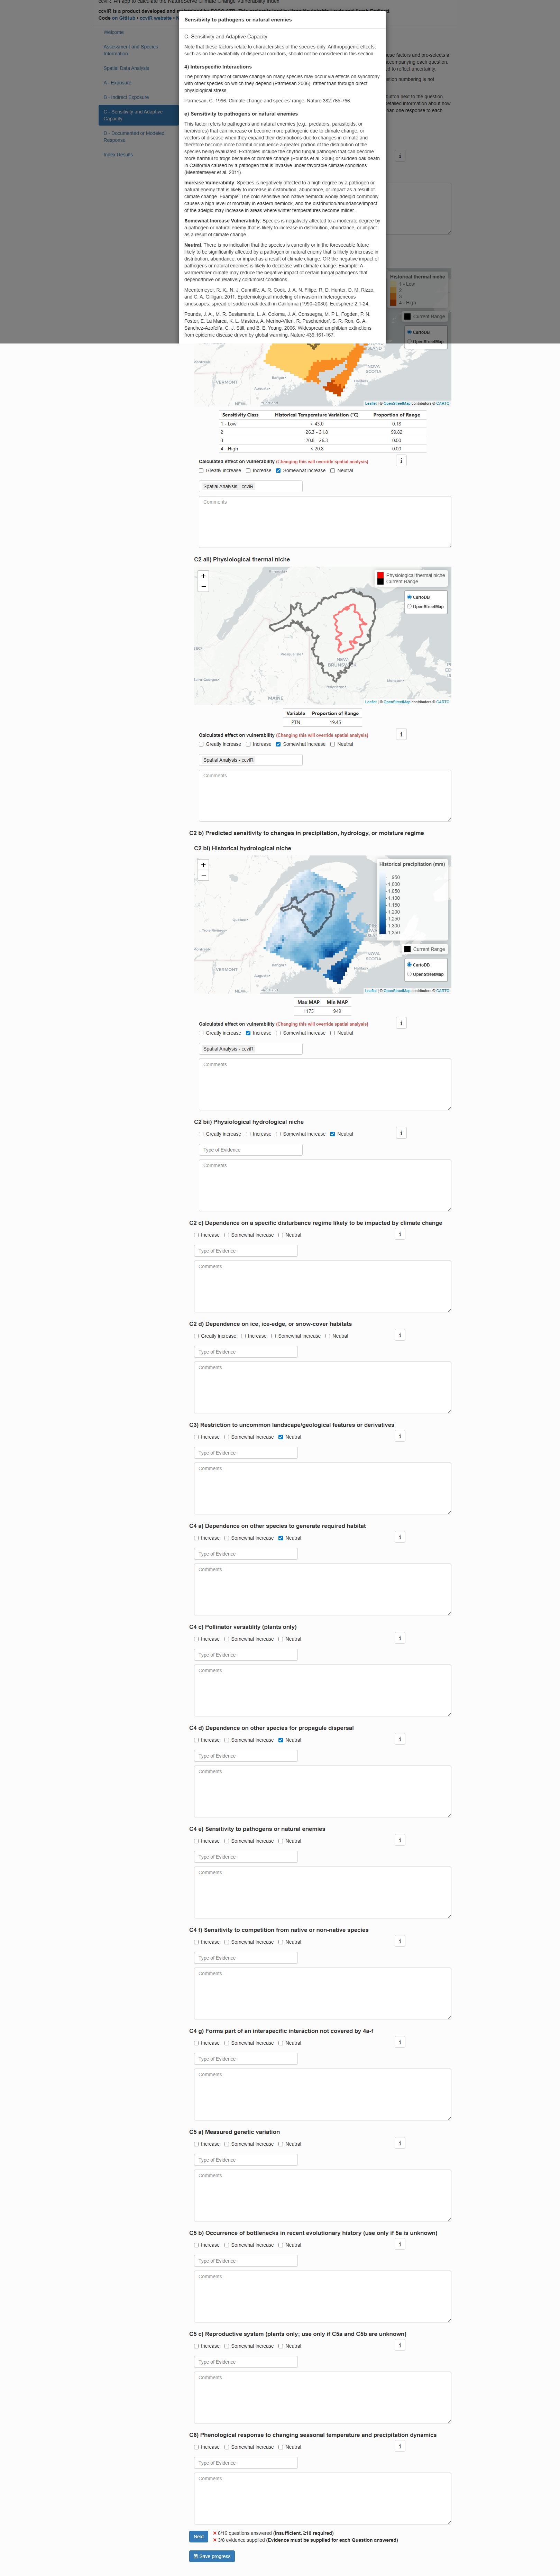 ccviR: An app to calculate the NatureServe Climate Change Vulnerability Index
Code on GitHub • ccviR website •
Welcome
Assessment and Species
Information
Spatial Data Analysis
A - Exposure
B - Indirect Exposure
C - Sensitivity and Adaptive
Capacity
D - Documented or Modeled
Response
Index Results
Sensitivity to pathogens or natural enemies
C. Sensitivity and Adaptive Capacity
Note that these factors relate to characteristics of the species only. Anthropogenic effects,
such as on the availability of dispersal corridors, should not be considered in this section.
4) Interspecific Interactions
The primary impact of climate change on many species may occur via effects on synchrony
with other species on which they depend (Parmesan 2006), rather than through direct
physiological stress.
Parmesan, C. 1996. Climate change and species' range. Nature 382:765-766.
e) Sensitivity to pathogens or natural enemies
This factor refers to pathogens and natural enemies (e.g., predators, parasitoids, or
herbivores) that can increase or become more pathogenic due to climate change, or
vectors of disease when they expand their distributions due to changes in climate and
therefore become more harmful or influence a greater portion of the distribution of the
species being evaluated. Examples include the chytrid fungal pathogen that can become
more harmful to frogs because of climate change (Pounds et al. 2006) or sudden oak death
in California caused by a pathogen that is invasive under favorable climate conditions
(Meentemeyer et al. 2011).
Increase Vulnerability: Species is negatively affected to a high degree by a pathogen or
natural enemy that is likely to increase in distribution, abundance, or impact as a result of
climate change. Example: The cold-sensitive non-native hemlock woolly adelgid commonly
causes a high level of mortality in eastern hemlock, and the distribution/abundance/impact
of the adelgid may increase in areas where winter temperatures become milder.
Somewhat Increase Vulnerability: Species is negatively affected to a moderate degree by
a pathogen or natural enemy that is likely to increase in distribution, abundance, or impact
as a result of climate change.
Neutral: There is no indication that the species is currently or in the foreseeable future
likely to be significantly affected by a pathogen or natural enemy that is likely to increase in
distribution, abundance, or impact as a result of climate change; OR the negative impact of
pathogens or natural enemies is likely to decrease with climate change. Example: A
warmer/drier climate may reduce the negative impact of certain fungal pathogens that
depend/thrive on relatively cold/moist conditions.
Meentemeyer, R. K., N. J. Cunniffe, A. R. Cook, J. A. N. Filipe, R. D. Hunter, D. M. Rizzo,
and C. A. Gilligan. 2011. Epidemiological modeling of invasion in heterogeneous
landscapes: spread of sudden oak death in California (1990–2030). Ecosphere 2:1-24.
Pounds, J. A., M. R. Bustamante, L. A. Coloma, J. A. Consuegra, M. P. L. Fogden, P. N.
Foster, E. La Marca, K. L. Masters, A. Merino-Viteri, R. Puschendorf, S. R. Ron, G. A.
Sánchez-Azofeifa, C. J. Still, and B. E. Young. 2006. Widespread amphibian extinctions
from epidemic disease driven by global warming. Nature 439:161-167.
Historical thermal niche
1 - Low
2
3
4 - High
Current Range
CartoDB
OpenStreetMap
VERMONT
NOVA
SCOTIA
Leaflet | © OpenStreetMap contributors © CARTO
Sensitivity Class Historical Temperature Variation (°C) Proportion of Range
1 - Low > 43.0 0.18
2 26.3 - 31.8 99.82
3 20.8 - 26.3 0.00
4 - High < 20.8 0.00
Calculated effect on vulnerability (Changing this will override spatial analysis)
Greatly increase Increase Somewhat increase Neutral
Spatial Analysis - ccviR
Comments
C2 aii) Physiological thermal niche
+
−
Physiological thermal niche
Current Range
CartoDB
OpenStreetMap
NEW
BRUNSWICK
MAINE
Leaflet | © OpenStreetMap contributors © CARTO
Variable Proportion of Range
PTN 19.45
Calculated effect on vulnerability (Changing this will override spatial analysis)
Greatly increase Increase Somewhat increase Neutral
Spatial Analysis - ccviR
Comments
C2 b) Predicted sensitivity to changes in precipitation, hydrology, or moisture regime
C2 bi) Historical hydrological niche
+
−
Historical precipitation (mm)
950
1,000
1,050
1,100
1,150
1,200
1,250
1,300
1,350
Current Range
CartoDB
OpenStreetMap
VERMONT
NOVA
SCOTIA
Leaflet | © OpenStreetMap contributors © CARTO
Max MAP Min MAP
1175 949
Calculated effect on vulnerability (Changing this will override spatial analysis)
Greatly increase Increase Somewhat increase Neutral
Spatial Analysis - ccviR
Comments
C2 bii) Physiological hydrological niche
Greatly increase Increase Somewhat increase Neutral
Type of Evidence
Comments
C2 c) Dependence on a specific disturbance regime likely to be impacted by climate change
Increase Somewhat increase Neutral
Type of Evidence
Comments
C2 d) Dependence on ice, ice-edge, or snow-cover habitats
Greatly increase Increase Somewhat increase Neutral
Type of Evidence
Comments
C3) Restriction to uncommon landscape/geological features or derivatives
Increase Somewhat increase Neutral
Type of Evidence
Comments
C4 a) Dependence on other species to generate required habitat
Increase Somewhat increase Neutral
Type of Evidence
Comments
C4 c) Pollinator versatility (plants only)
Increase Somewhat increase Neutral
Type of Evidence
Comments
C4 d) Dependence on other species for propagule dispersal
Increase Somewhat increase Neutral
Type of Evidence
Comments
C4 e) Sensitivity to pathogens or natural enemies
Increase Somewhat increase Neutral
Type of Evidence
Comments
C4 f) Sensitivity to competition from native or non-native species
Increase Somewhat increase Neutral
Type of Evidence
Comments
C4 g) Forms part of an interspecific interaction not covered by 4a-f
Increase Somewhat increase Neutral
Type of Evidence
Comments
C5 a) Measured genetic variation
Increase Somewhat increase Neutral
Type of Evidence
Comments
C5 b) Occurrence of bottlenecks in recent evolutionary history (use only if 5a is unknown)
Increase Somewhat increase Neutral
Type of Evidence
Comments
C5 c) Reproductive system (plants only; use only if C5a and C5b are unknown)
Increase Somewhat increase Neutral
Type of Evidence
Comments
C6) Phenological response to changing seasonal temperature and precipitation dynamics
Increase Somewhat increase Neutral
Type of Evidence
Comments
Next
8/16 questions answered (Insufficient, ≥10 required)
3/8 evidence supplied (Evidence must be supplied for each Question answered)
Save progress